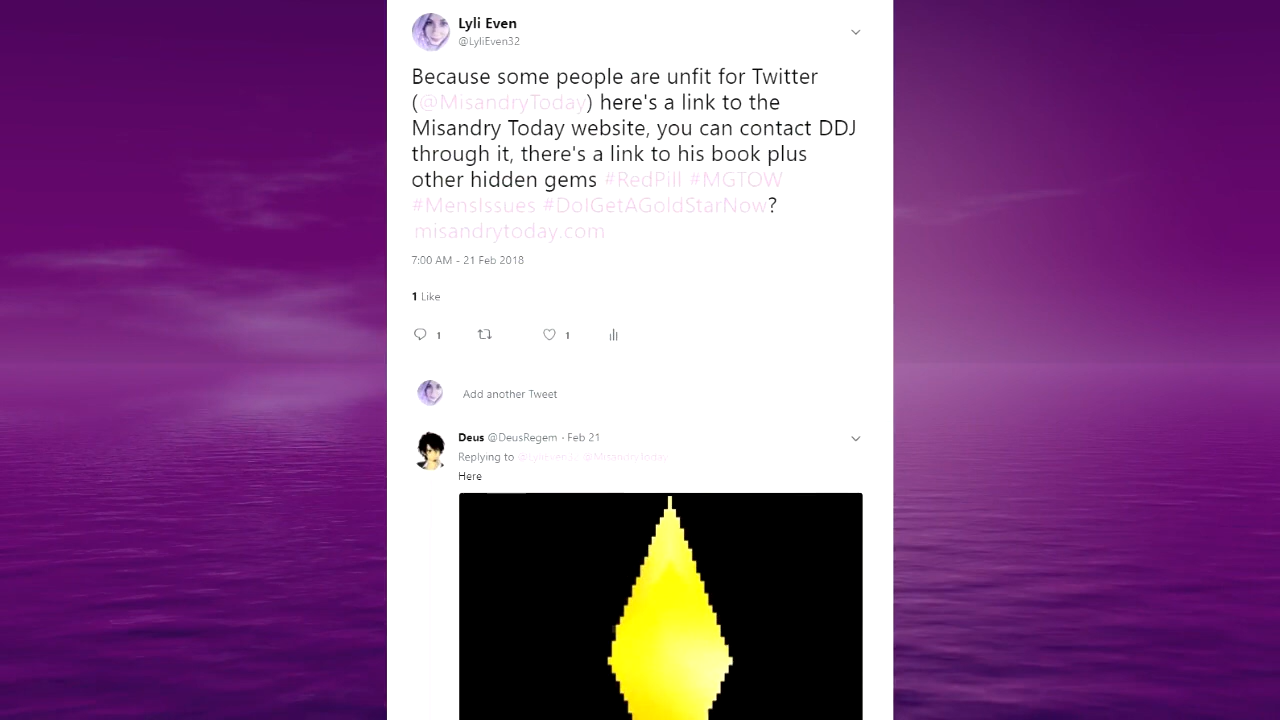 Lyli Even
@LyliEven32
Because some people are unfit for Twitter
(@MisandryToday) here's a link to the
Misandry Today website, you can contact DDJ
through it, there's a link to his book plus
other hidden gems #RedPill #MGTOW
#MensIssues #DoIGetAGoldStarNow?
misandrytoday.com
7:00 AM - 21 Feb 2018
1 Like
1 1
Add another Tweet
Deus @DeusRegem · Feb 21
Replying to @LyliEven32 @MisandryToday
Here